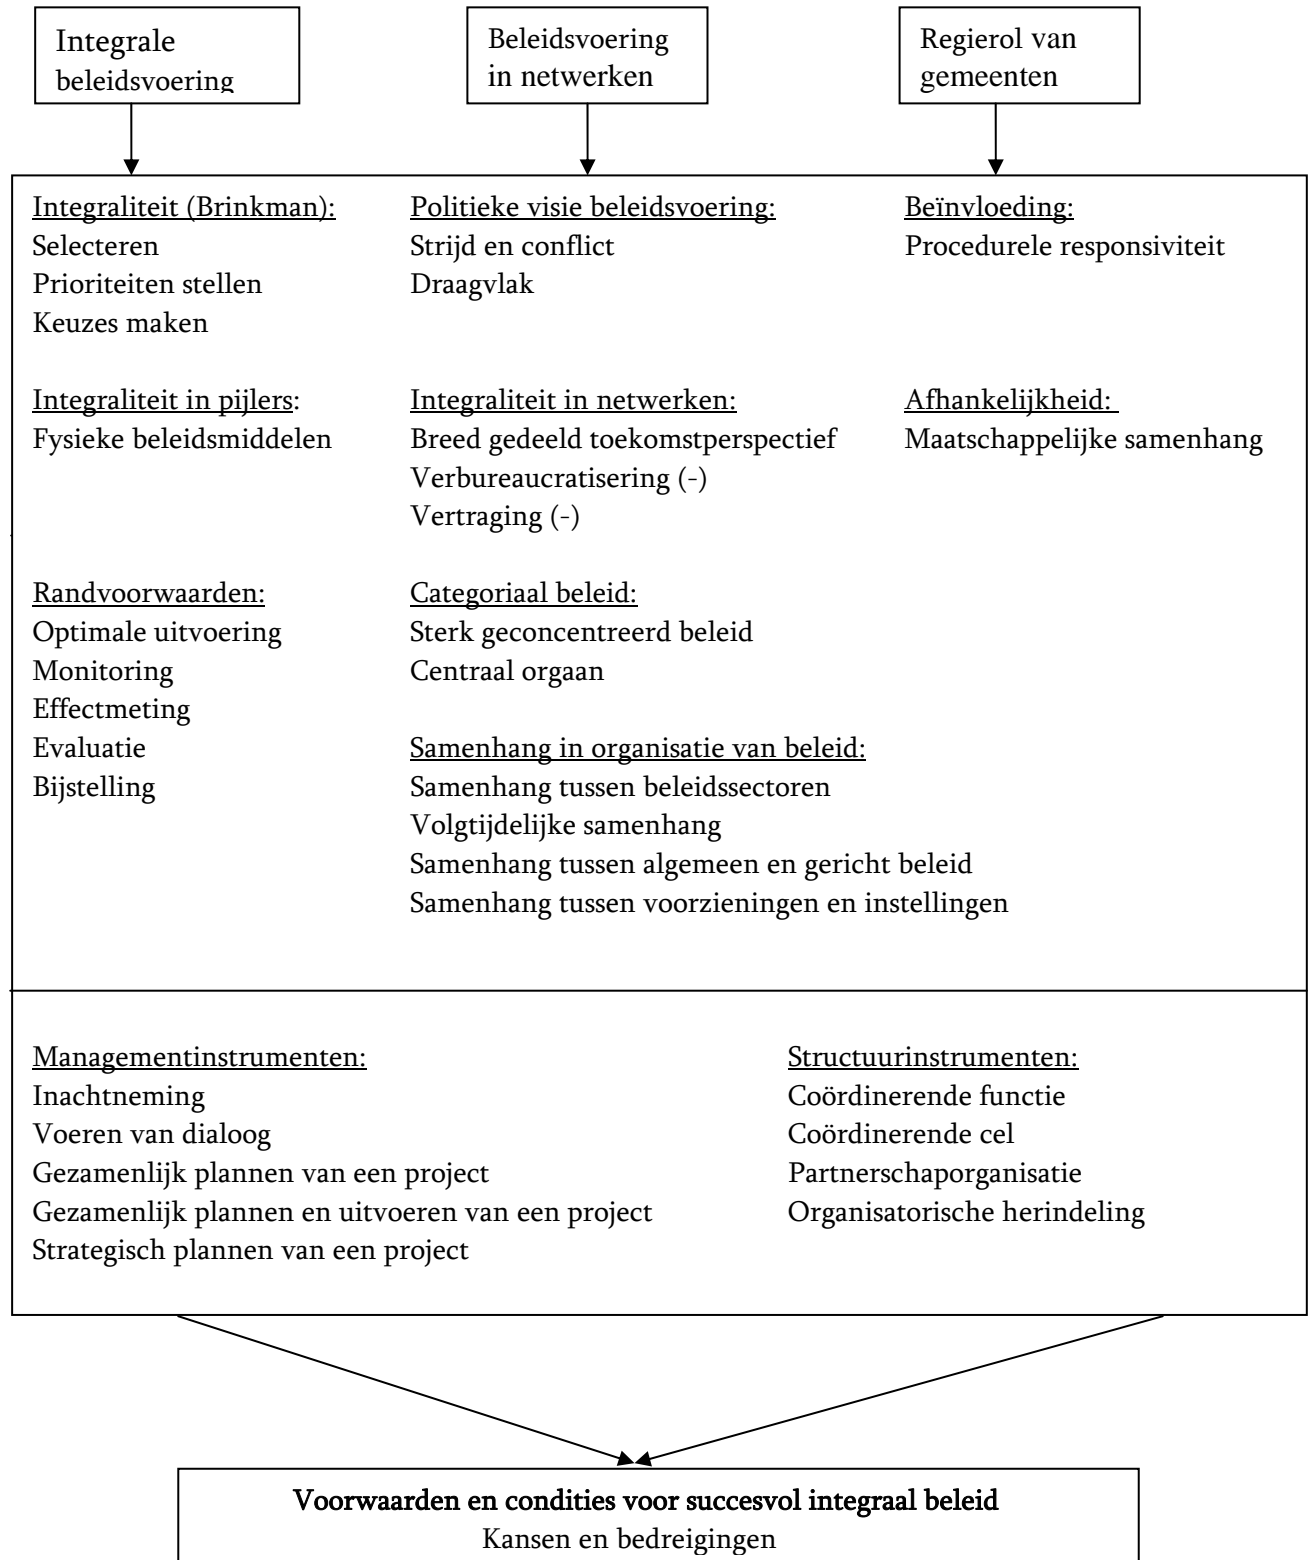 Integrale
beleidsvoering
Beleidsvoering
in netwerken
Regierol van
gemeenten
Integraliteit (Brinkman):
Selecteren
Prioriteiten stellen
Keuzes maken
Integraliteit in pijlers:
Fysieke beleidsmiddelen
Randvoorwaarden:
Optimale uitvoering
Monitoring
Effectmeting
Evaluatie
Bijstelling
Politieke visie beleidsvoering:
Strijd en conflict
Draagvlak
Integraliteit in netwerken:
Breed gedeeld toekomstperspectief
Verbureaucratisering (-)
Vertraging (-)
Categoriaal beleid:
Sterk geconcentreerd beleid
Centraal orgaan
Samenhang in organisatie van beleid:
Samenhang tussen beleidssectoren
Volgtijdelijke samenhang
Samenhang tussen algemeen en gericht beleid
Samenhang tussen voorzieningen en instellingen
Beïnvloeding:
Procedurele responsiviteit
Afhankelijkheid:
Maatschappelijke samenhang
Managementinstrumenten:
Inachtneming
Voeren van dialoog
Gezamenlijk plannen van een project
Gezamenlijk plannen en uitvoeren van een project
Strategisch plannen van een project
Structuurinstrumenten:
Coördinerende functie
Coördinerende cel
Partnerschaporganisatie
Organisatorische herindeling
Voorwaarden en condities voor succesvol integraal beleid
Kansen en bedreigingen